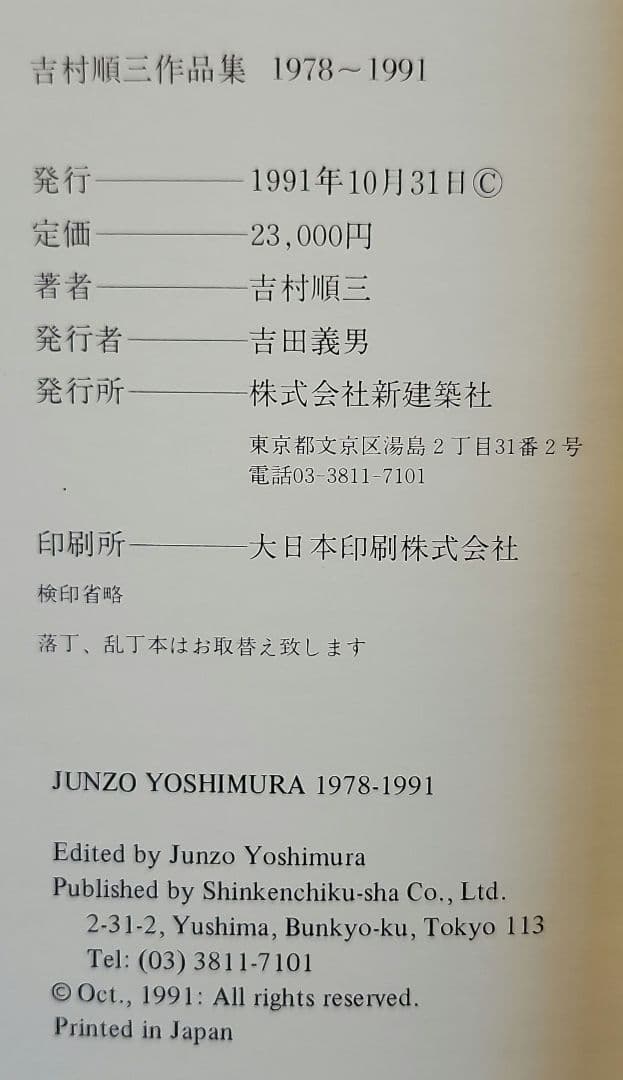 吉村順三作品集 1978～1991
発行――――1991年10月31日©
定価――――23,000円
著者――――吉村順三
発行者―――吉田義男
発行所―――株式会社新建築社
東京都文京区湯島2丁目31番2号
電話03-3811-7101
印刷所―――大日本印刷株式会社
検印省略
落丁、乱丁本はお取替え致します
JUNZO YOSHIMURA 1978-1991
Edited by Junzo Yoshimura
Published by Shinkenchiku-sha Co., Ltd.
2-31-2, Yushima, Bunkyo-ku, Tokyo 113
Tel: (03) 3811-7101
© Oct., 1991: All rights reserved.
Printed in Japan